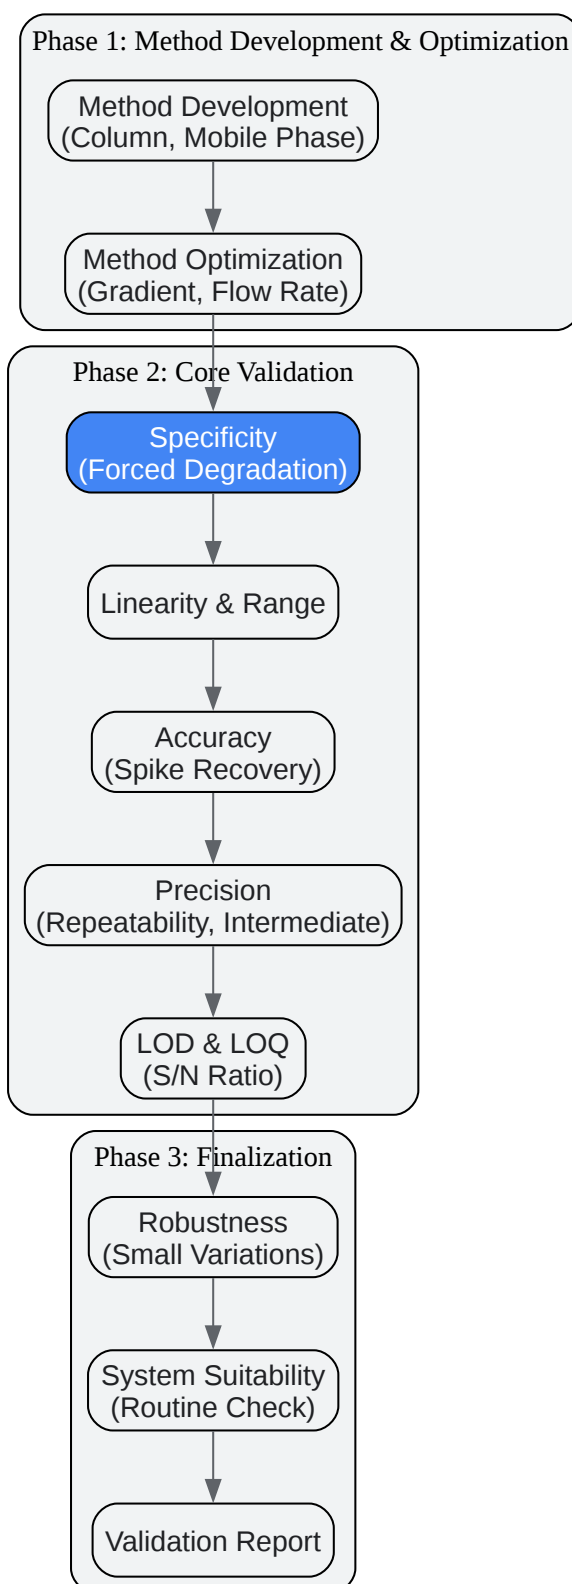 Phase 1: Method Development & Optimization
Method Development
(Column, Mobile Phase)
Method Optimization
(Gradient, Flow Rate)
Phase 2: Core Validation
Specificity
(Forced Degradation)
Linearity & Range
Accuracy
(Spike Recovery)
Precision
(Repeatability, Intermediate)
LOD & LOQ
(S/N Ratio)
Phase 3: Finalization
Robustness
(Small Variations)
System Suitability
(Routine Check)
Validation Report